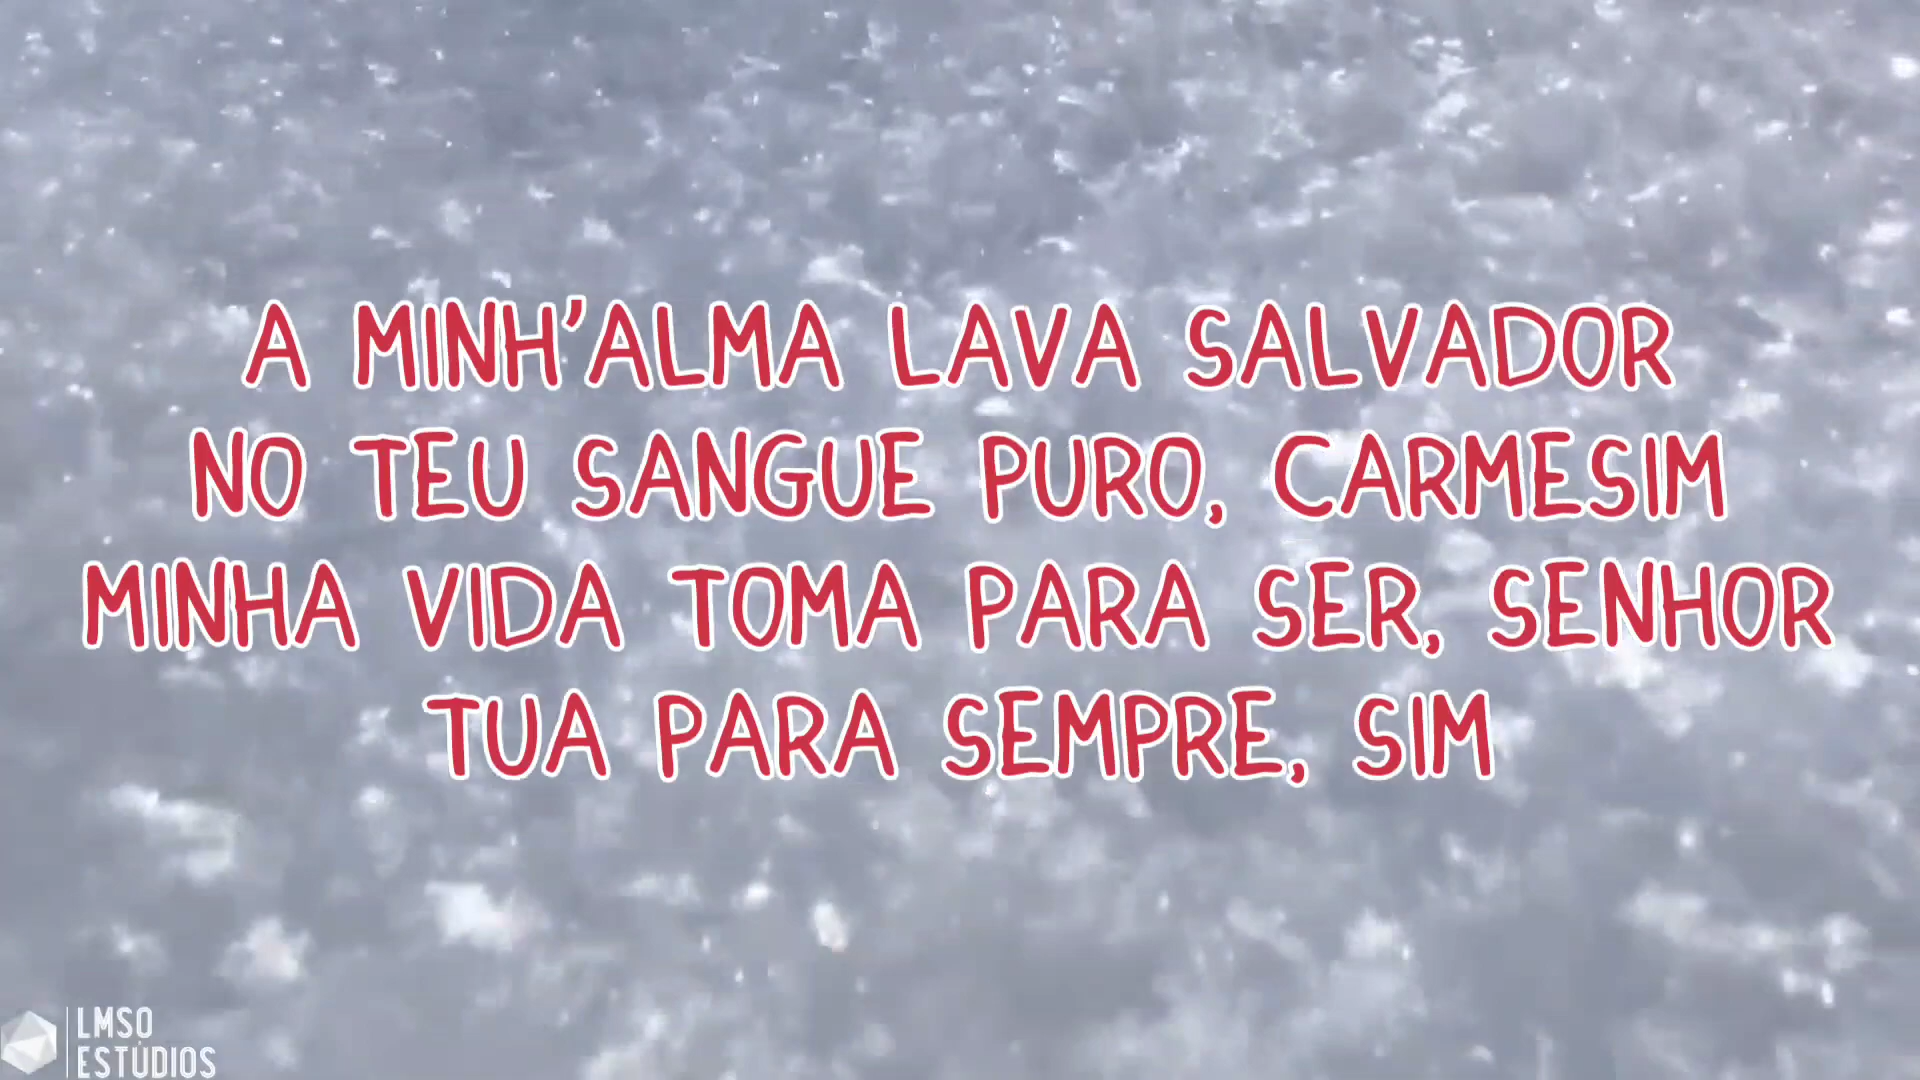 A MINH'ALMA LAVA SALVADOR
NO TEU SANGUE PURO, CARMESIM
MINHA VIDA TOMA PARA SER, SENHOR
TUA PARA SEMPRE, SIM
LMSO
ESTÚDIOS